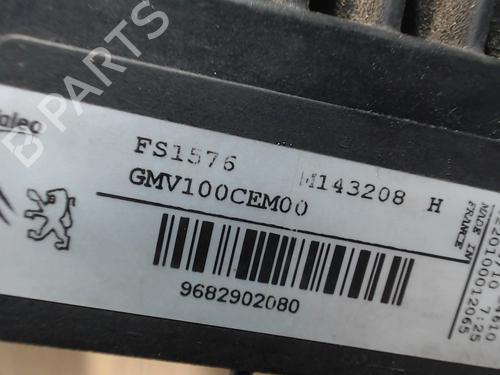 Valeo
FS1576
M143208 H
GMV100CEM00
9682902080
MADE IN
FRANCE
B-PARTS